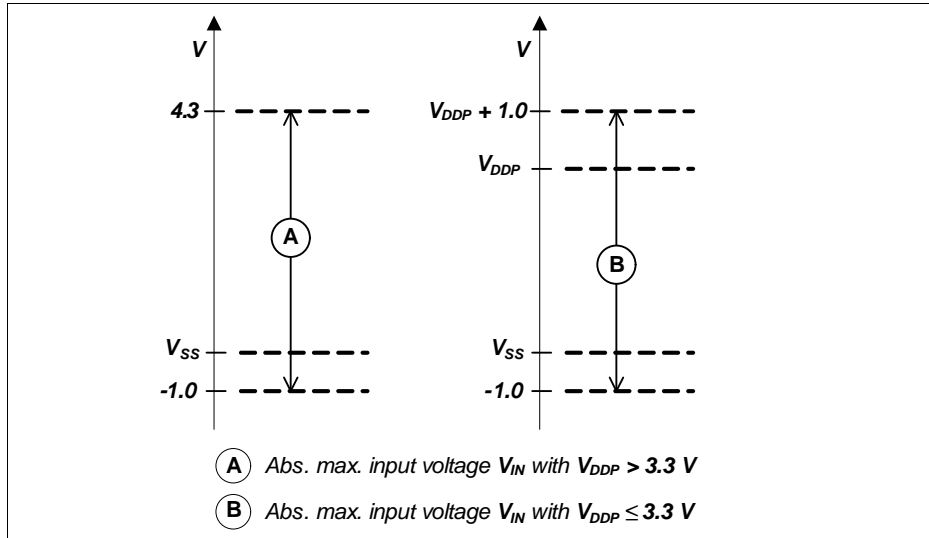 V
4.3
A
V_SS
-1.0
V
V_DDP + 1.0
V_DDP
B
V_SS
-1.0
A Abs. max. input voltage V_IN with V_DDP > 3.3 V
B Abs. max. input voltage V_IN with V_DDP ≤ 3.3 V